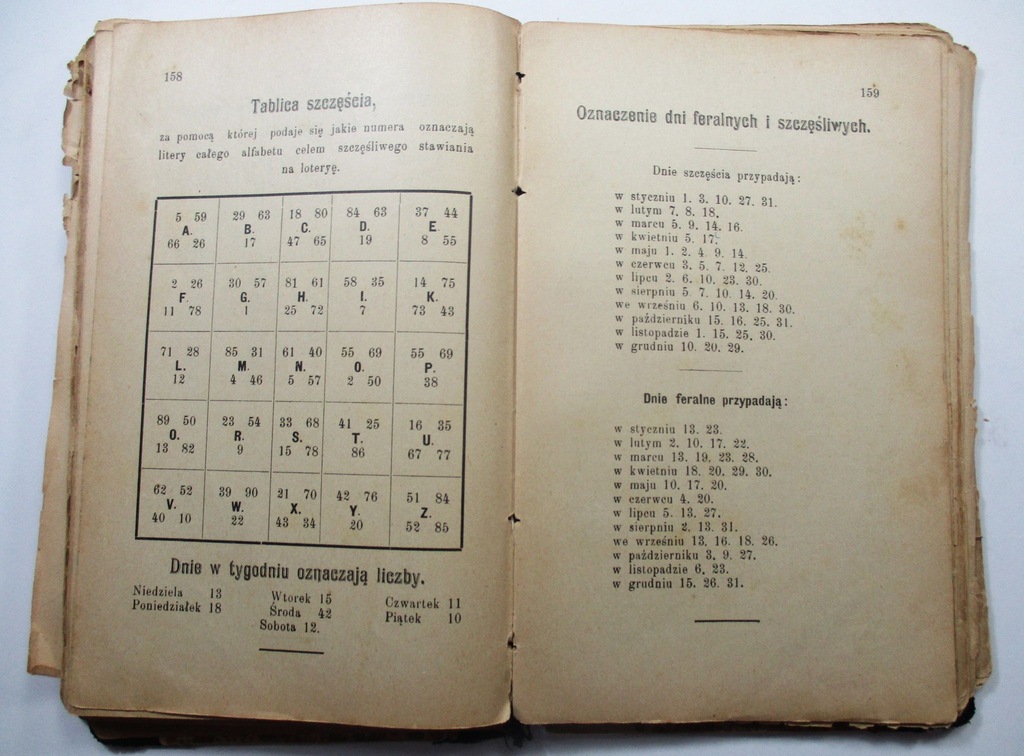 158
Tablica szczęścia,
za pomocą której podaje się jakie numera oznaczają
litery całego alfabetu celem szczęśliwego stawiania
na loteryę.
5 59 29 63 18 80 84 63 37 44
A. B. C. D. E.
66 26 17 47 65 19 8 55
2 26 30 57 81 61 58 35 14 75
F. G. H. I. K.
11 78 1 25 72 7 73 43
71 28 85 31 61 40 55 69 55 69
L. M. N. O. P.
12 4 46 5 57 2 50 38
89 50 23 54 33 68 41 25 16 35
O. R. S. T. U.
13 82 9 15 78 86 67 77
62 52 39 90 21 70 42 76 51 84
V. W. X. Y. Z.
40 10 22 43 34 20 52 85
Dnie w tygodniu oznaczają liczby.
Niedziela 13 Wtorek 15 Czwartek 11
Poniedziałek 18 Środa 42 Piątek 10
Sobota 12.
159
Oznaczenie dni feralnych i szczęśliwych.
Dnie szczęścia przypadają:
w styczniu 1. 3. 10. 27. 31.
w lutym 7. 8. 18.
w marcu 5. 9. 14. 16.
w kwietniu 5. 17.
w maju 1. 2. 4. 9. 14.
w czerwcu 3. 5. 7. 12. 25.
w lipcu 2. 6. 10. 23. 30.
w sierpniu 5. 7. 10. 14. 20.
we wrześniu 6. 10. 13. 18. 30.
w październiku 15. 16. 25. 31.
w listopadzie 1. 15. 25. 30.
w grudniu 10. 20. 29.
Dnie feralne przypadają:
w styczniu 13. 23.
w lutym 2. 10. 17. 22.
w marcu 13. 19. 23. 28.
w kwietniu 18. 20. 29. 30.
w maju 10. 17. 20.
w czerwcu 4. 20.
w lipcu 5. 13. 27.
w sierpniu 2. 13. 31.
we wrześniu 13. 16. 18. 26.
w październiku 3. 9. 27.
w listopadzie 6. 23.
w grudniu 15. 26. 31.